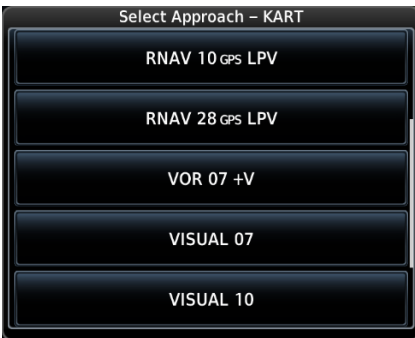 Select Approach – KART
RNAV 10 GPS LPV
RNAV 28 GPS LPV
VOR 07 +V
VISUAL 07
VISUAL 10